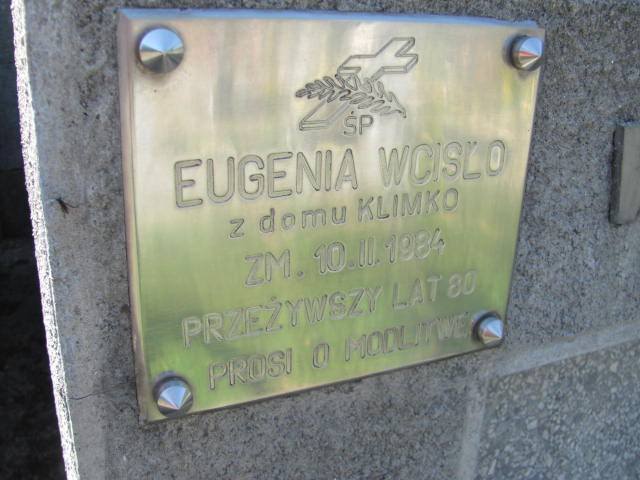 ŚP
EUGENIA WCISŁO
z domu KLIMKO
ZM. 10.II.1984
PRZEŻYWSZY LAT 80
PROSI O MODLITWĘ